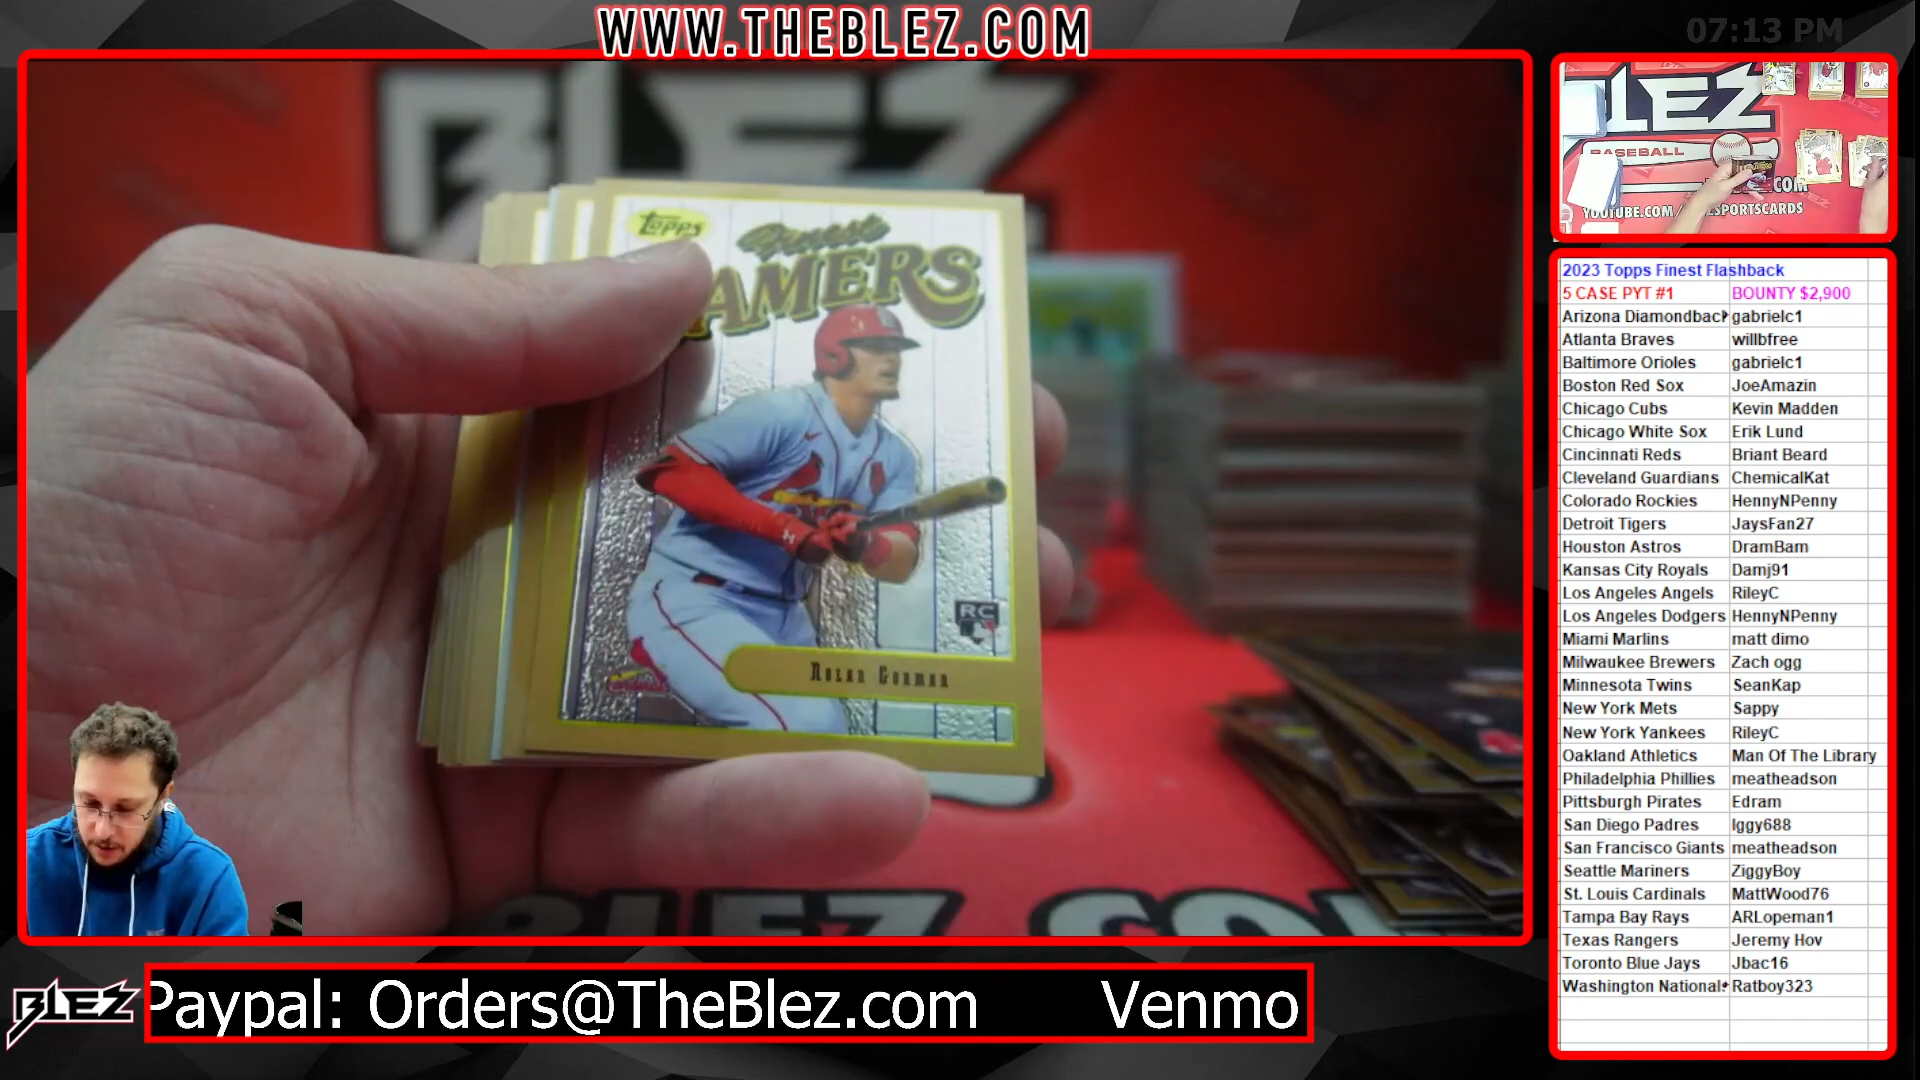 WWW.THEBLEZ.COM
07:13 PM
BLEZ
Topps
Finest
GAMERS
RC
NOLAN GORMAN
BLEZ.CO
LEZ
BASEBALL
COM
YOUTUBE.COM
SPORTSCARDS
2023 Topps Finest Flashback
5 CASE PYT #1 BOUNTY $2,900
Arizona Diamondback gabrielc1
Atlanta Braves willbfree
Baltimore Orioles gabrielc1
Boston Red Sox JoeAmazin
Chicago Cubs Kevin Madden
Chicago White Sox Erik Lund
Cincinnati Reds Briant Beard
Cleveland Guardians ChemicalKat
Colorado Rockies HennyNPenny
Detroit Tigers JaysFan27
Houston Astros DramBam
Kansas City Royals Damj91
Los Angeles Angels RileyC
Los Angeles Dodgers HennyNPenny
Miami Marlins matt dimo
Milwaukee Brewers Zach ogg
Minnesota Twins SeanKap
New York Mets Sappy
New York Yankees RileyC
Oakland Athletics Man Of The Library
Philadelphia Phillies meatheadson
Pittsburgh Pirates Edram
San Diego Padres Iggy688
San Francisco Giants meatheadson
Seattle Mariners ZiggyBoy
St. Louis Cardinals MattWood76
Tampa Bay Rays ARLopeman1
Texas Rangers Jeremy Hov
Toronto Blue Jays Jbac16
Washington Nationals Ratboy323
BLEZ
Paypal: Orders@TheBlez.com Venmo